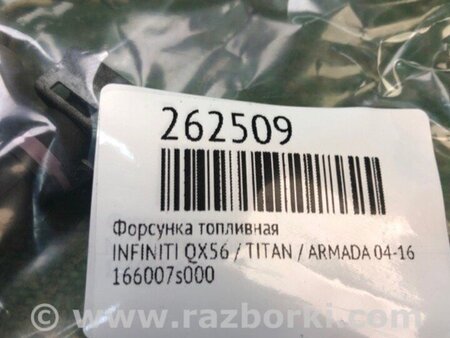 262509
Форсунка топливная
INFINITI QX56 / TITAN / ARMADA 04-16
166007s000
© www.razborki.com